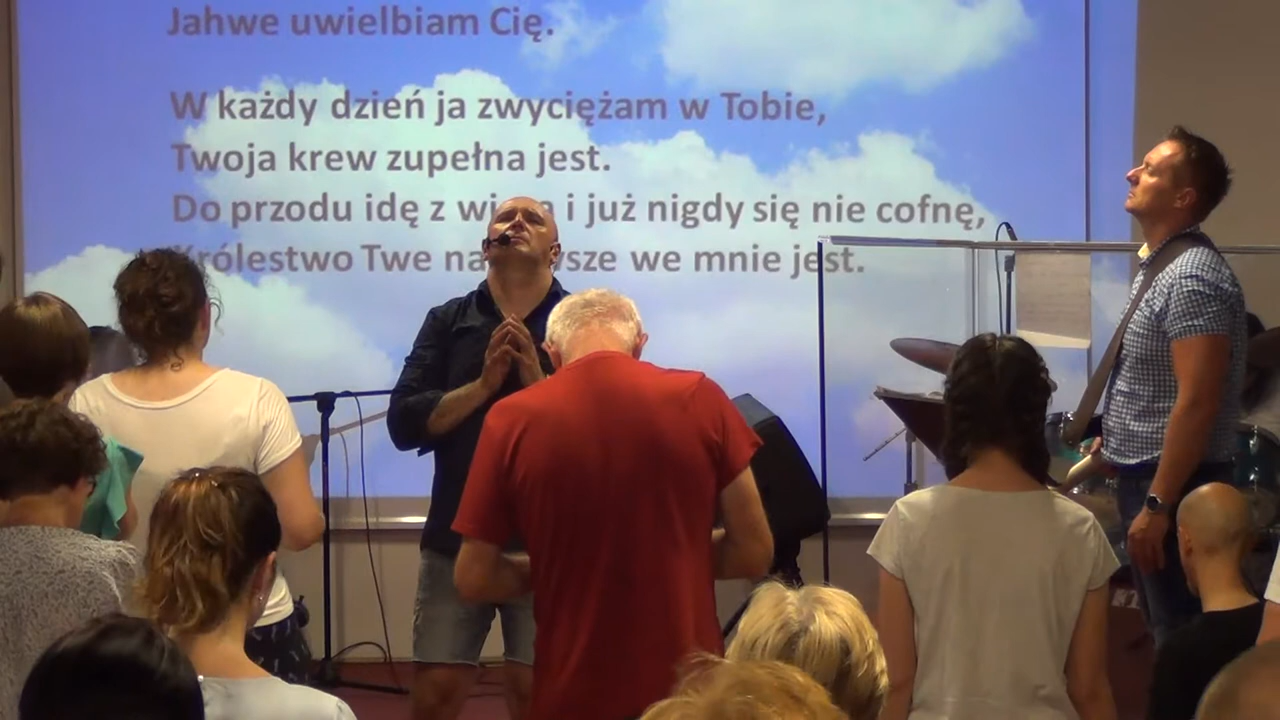 Jahwe uwielbiam Cię.
W każdy dzień ja zwyciężam w Tobie,
Twoja krew zupełna jest.
Do przodu idę z i już nigdy się nie cofnę,
Królestwo Twe we mnie jest.